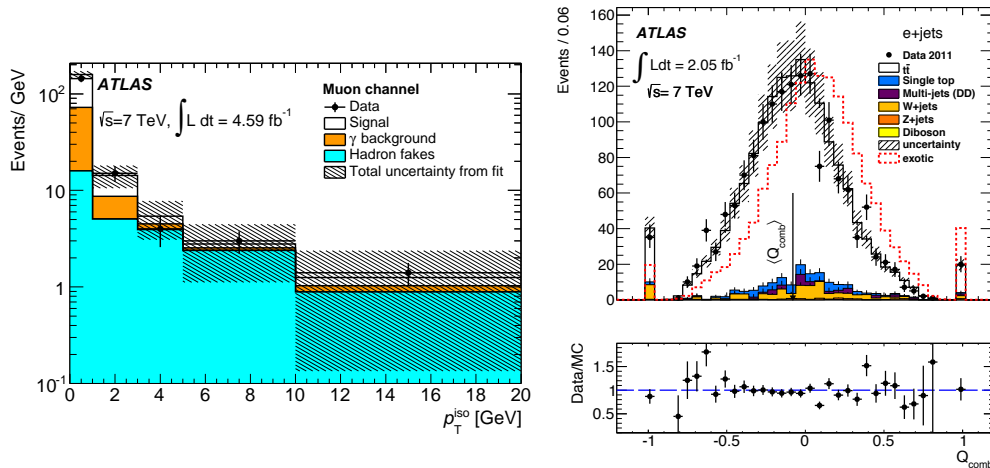 ATLAS
√s=7 TeV, ∫L dt = 4.59 fb⁻¹
Muon channel
Data
Signal
γ background
Hadron fakes
Total uncertainty from fit
Events/ GeV
10²
10
1
10⁻¹
0 2 4 6 8 10 12 14 16 18 20
p_T^iso [GeV]
Events / 0.06
160
140
120
100
80
60
40
20
0
ATLAS
∫Ldt = 2.05 fb⁻¹
√s= 7 TeV
e+jets
Data 2011
tt̄
Single top
Multi-jets (DD)
W+jets
Z+jets
Diboson
uncertainty
exotic
⟨Q_comb⟩
Data/MC
1.5
1
0.5
-1 -0.5 0 0.5 1
Q_comb